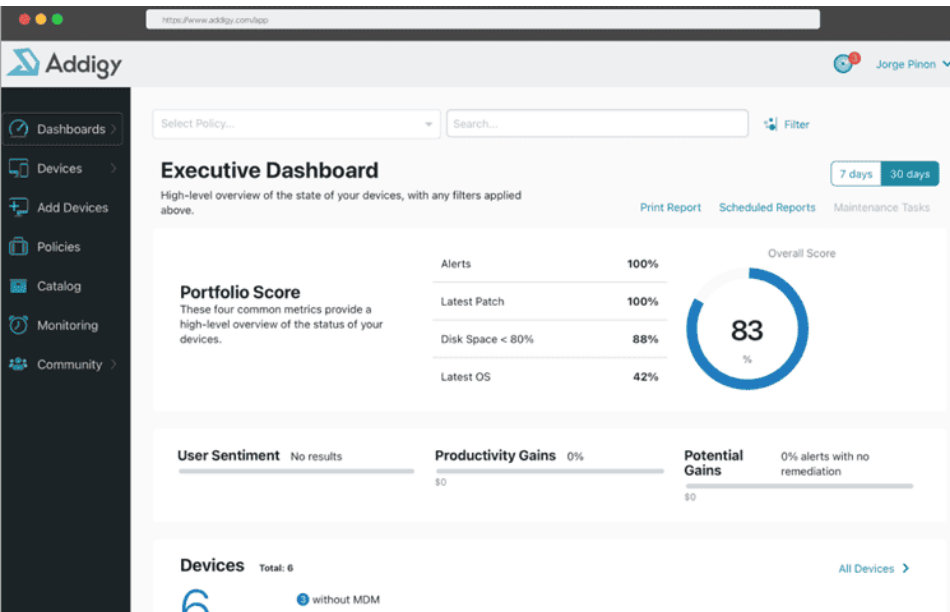 https://www.addigy.com/app
Addigy
3
Jorge Pinon
Dashboards
Devices
Add Devices
Policies
Catalog
Monitoring
Community
Select Policy...
Search...
Filter
Executive Dashboard
7 days
30 days
High-level overview of the state of your devices, with any filters applied
above.
Print Report
Scheduled Reports
Maintenance Tasks
Portfolio Score
These four common metrics provide a
high-level overview of the status of your
devices.
Alerts 100%
Latest Patch 100%
Disk Space < 80% 88%
Latest OS 42%
Overall Score
83
%
User Sentiment No results
Productivity Gains 0%
$0
Potential
Gains
0% alerts with no
remediation
$0
Devices Total: 6
All Devices
6
3 without MDM